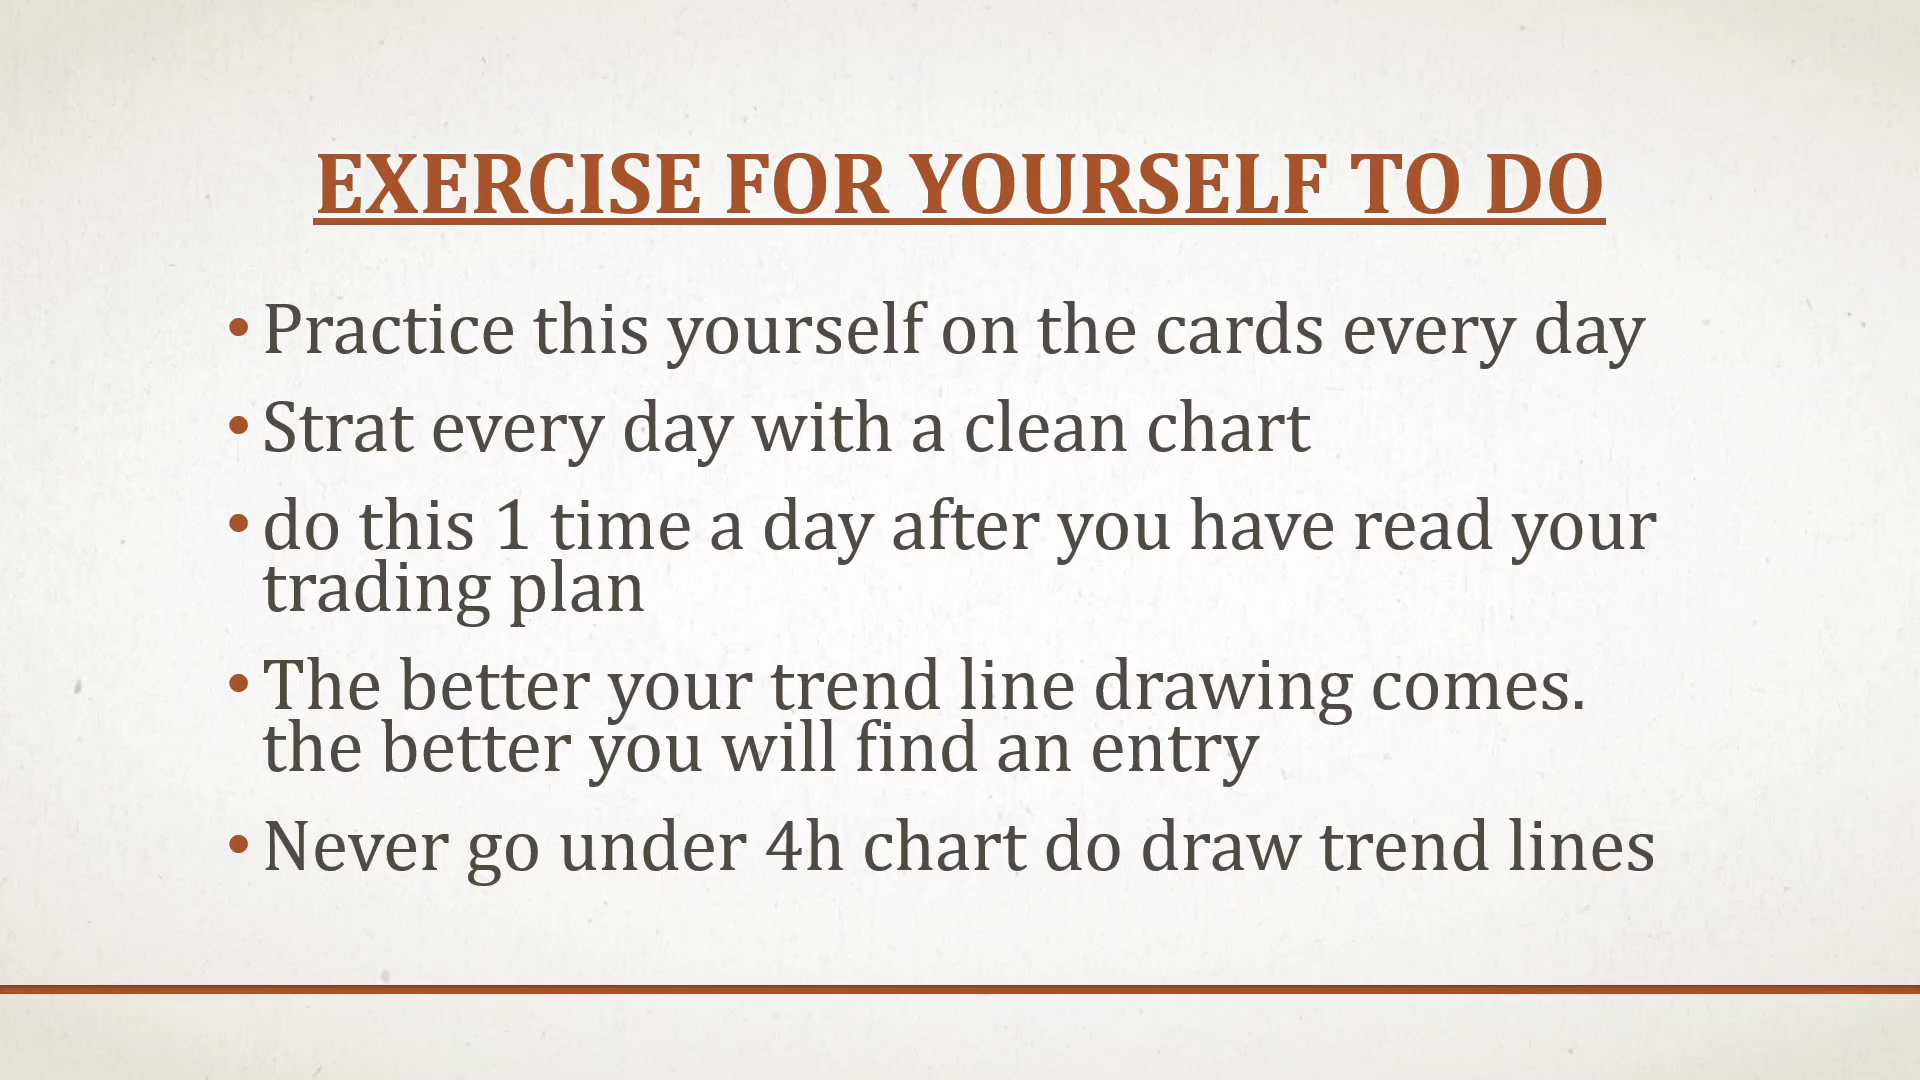 EXERCISE FOR YOURSELF TO DO
• Practice this yourself on the cards every day
• Strat every day with a clean chart
• do this 1 time a day after you have read your
trading plan
• The better your trend line drawing comes.
the better you will find an entry
• Never go under 4h chart do draw trend lines